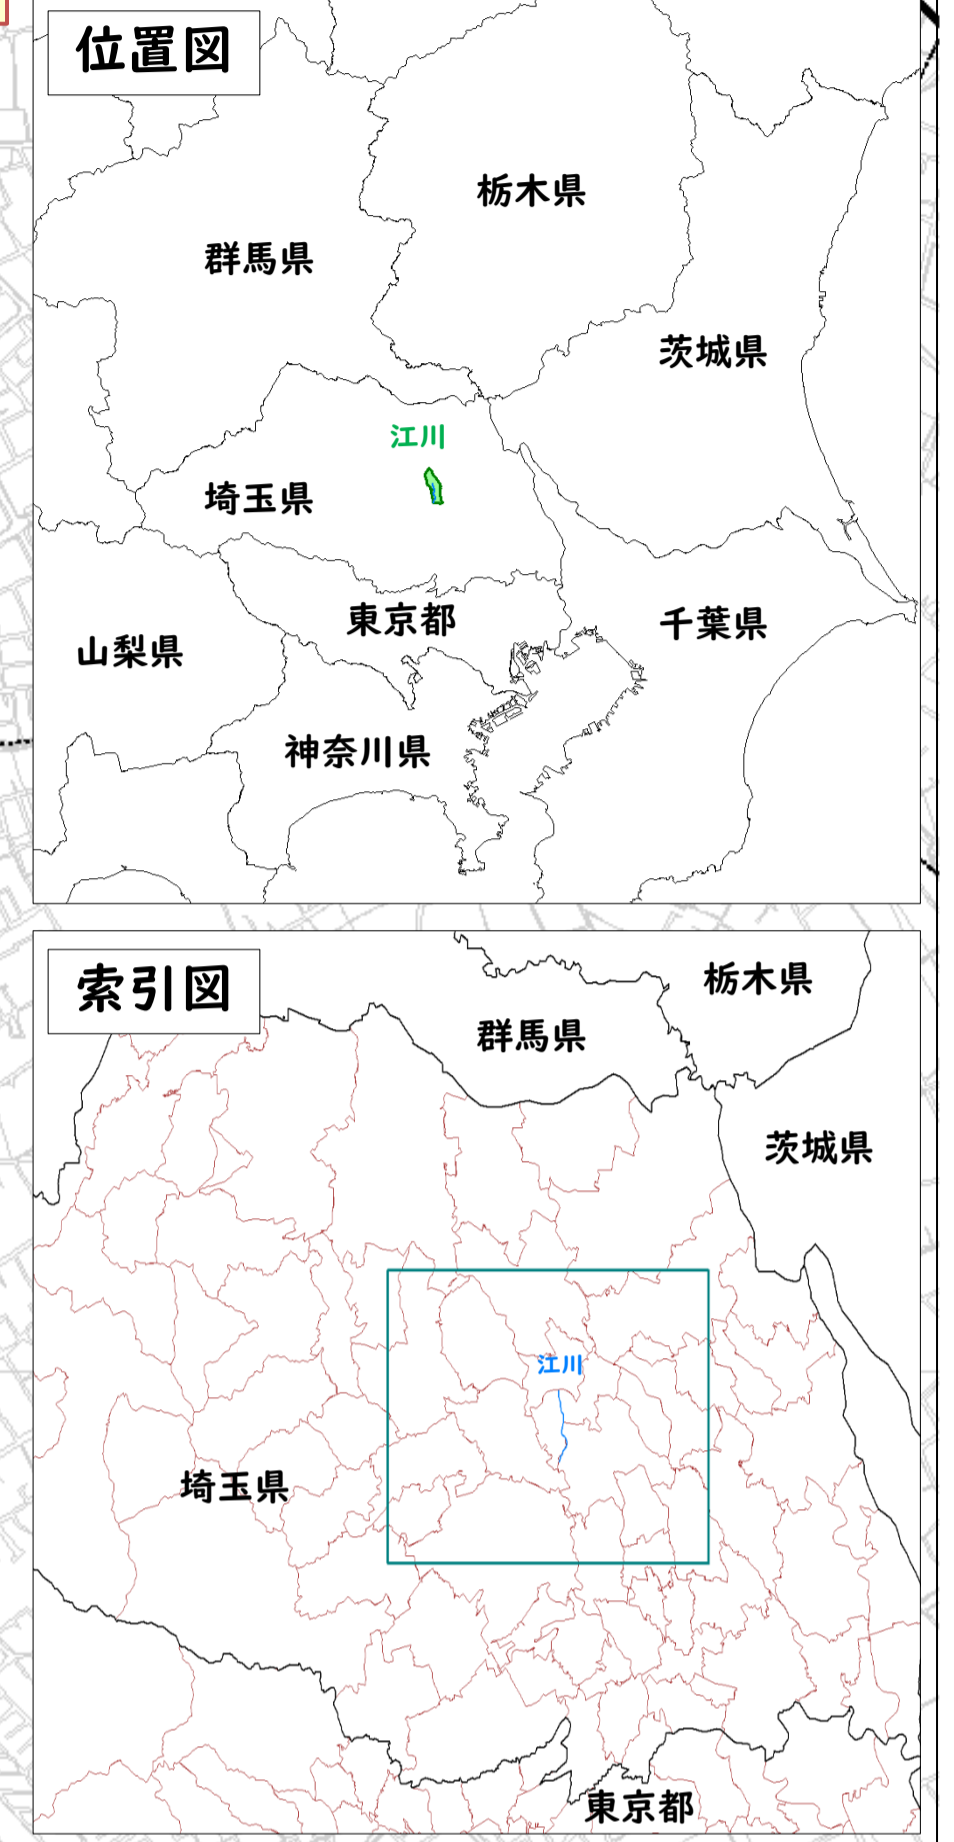 位置図
栃木県
群馬県
茨城県
江川
埼玉県
東京都
千葉県
山梨県
神奈川県
索引図
栃木県
群馬県
茨城県
江川
埼玉県
東京都